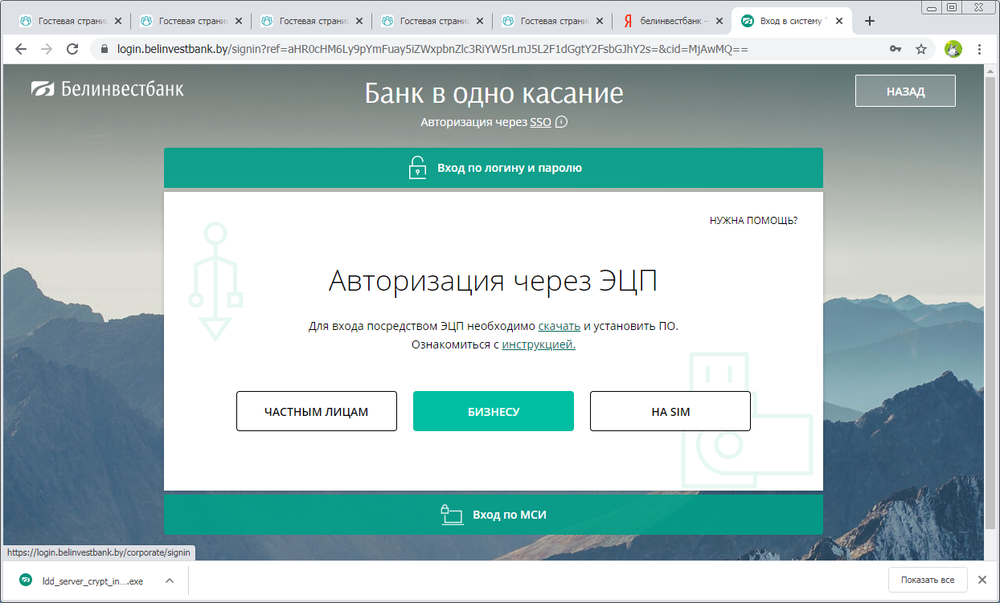 Гостевая страни
Гостевая страни
Гостевая страни
Гостевая страни
Гостевая страни
Я белинвестбанк –
Вход в систему "
login.belinvestbank.by/signin?ref=aHR0cHM6Ly9pYmFuay5iZWxpbnZlc3RiYW5rLmJ5L2F1dGgtY2FsbGJhY2s=&cid=MjAwMQ==
Белинвестбанк
Банк в одно касание
НАЗАД
Авторизация через SSO
Вход по логину и паролю
НУЖНА ПОМОЩЬ?
Авторизация через ЭЦП
Для входа посредством ЭЦП необходимо скачать и установить ПО.
Ознакомиться с инструкцией.
ЧАСТНЫМ ЛИЦАМ
БИЗНЕСУ
НА SIM
Вход по МСИ
https://login.belinvestbank.by/corporate/signin
ldd_server_crypt_in....exe
Показать все